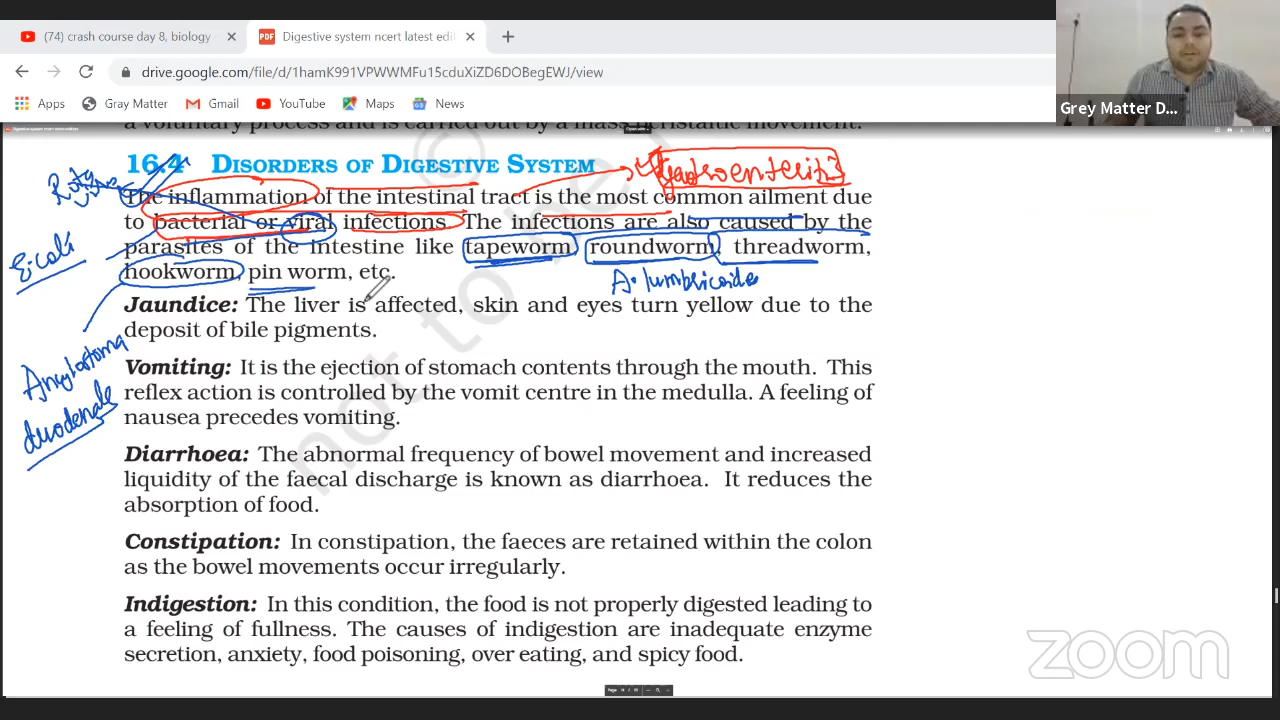 (74) crash course day 8, biology
Digestive system ncert latest edi
drive.google.com/file/d/1hamK991VPWWMFu15cduXiZD6DOBegEWJ/view
Apps Gray Matter Gmail YouTube Maps News
Grey Matter D...
a voluntary process and is carried out by a mass peristaltic movement.
16.4 DISORDERS OF DIGESTIVE SYSTEM
Gastroenteritis
Rota virus
The inflammation of the intestinal tract is the most common ailment due
to bacterial or viral infections. The infections are also caused by the
parasites of the intestine like tapeworm, roundworm, threadworm,
E.coli
hookworm, pin worm, etc.
A. lumbricoides
Jaundice: The liver is affected, skin and eyes turn yellow due to the
deposit of bile pigments.
Ancylostoma
duodenale
Vomiting: It is the ejection of stomach contents through the mouth. This
reflex action is controlled by the vomit centre in the medulla. A feeling of
nausea precedes vomiting.
Diarrhoea: The abnormal frequency of bowel movement and increased
liquidity of the faecal discharge is known as diarrhoea. It reduces the
absorption of food.
Constipation: In constipation, the faeces are retained within the colon
as the bowel movements occur irregularly.
Indigestion: In this condition, the food is not properly digested leading to
a feeling of fullness. The causes of indigestion are inadequate enzyme
secretion, anxiety, food poisoning, over eating, and spicy food.
not to be
©
zoom